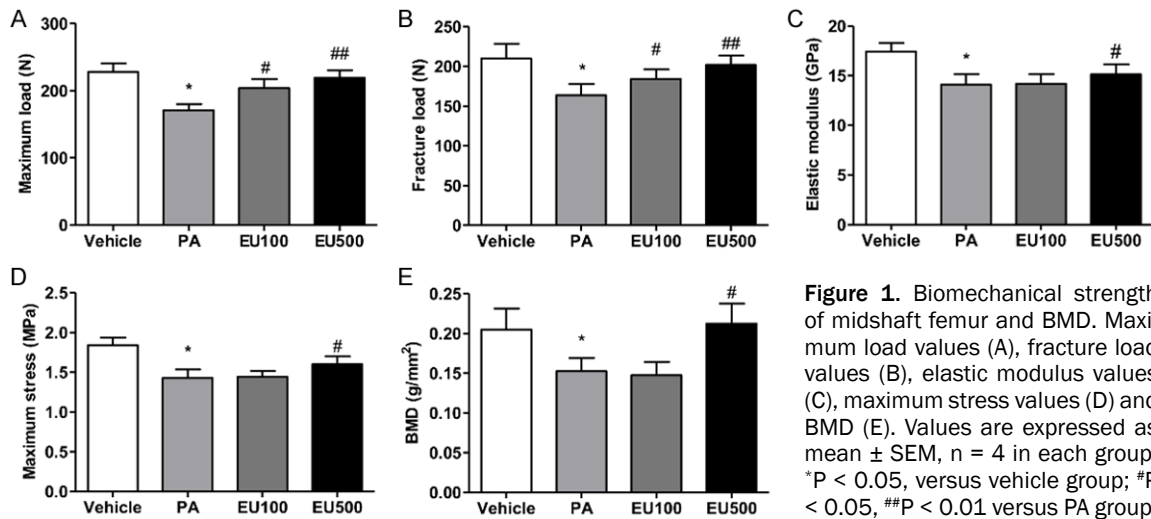 A
Maximum load (N)
300
200
100
0
*
#
##
Vehicle PA EU100 EU500
B
Fracture load (N)
250
200
150
100
50
0
*
#
##
Vehicle PA EU100 EU500
C
Elastic modulus (GPa)
20
15
10
5
0
*
#
Vehicle PA EU100 EU500
D
Maximum stress (MPa)
2.5
2.0
1.5
1.0
0.5
0.0
*
#
Vehicle PA EU100 EU500
E
BMD (g/mm²)
0.25
0.20
0.15
0.10
0.05
0.00
*
#
Vehicle PA EU100 EU500
Figure 1. Biomechanical strength
of midshaft femur and BMD. Maxi
mum load values (A), fracture load
values (B), elastic modulus values
(C), maximum stress values (D) and
BMD (E). Values are expressed as
mean ± SEM, n = 4 in each group
*P < 0.05, versus vehicle group; #P
< 0.05, ##P < 0.01 versus PA group